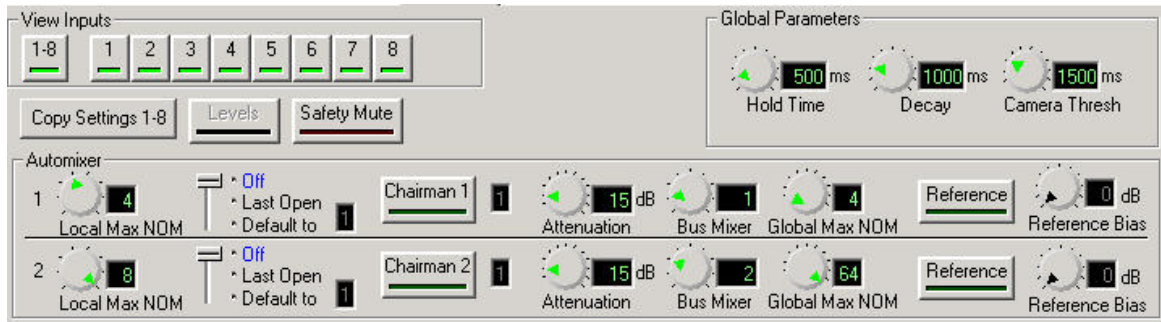 View Inputs
1-8 1 2 3 4 5 6 7 8
Copy Settings 1-8 Levels Safety Mute
Global Parameters
500 ms 1000 ms 1500 ms
Hold Time Decay Camera Thresh
Automixer
1 4 Local Max NOM
Off
Last Open
Default to 1
Chairman 1 1
15 dB Attenuation
1 Bus Mixer
4 Global Max NOM
Reference
0 dB Reference Bias
2 8 Local Max NOM
Off
Last Open
Default to 1
Chairman 2 1
15 dB Attenuation
2 Bus Mixer
64 Global Max NOM
Reference
0 dB Reference Bias